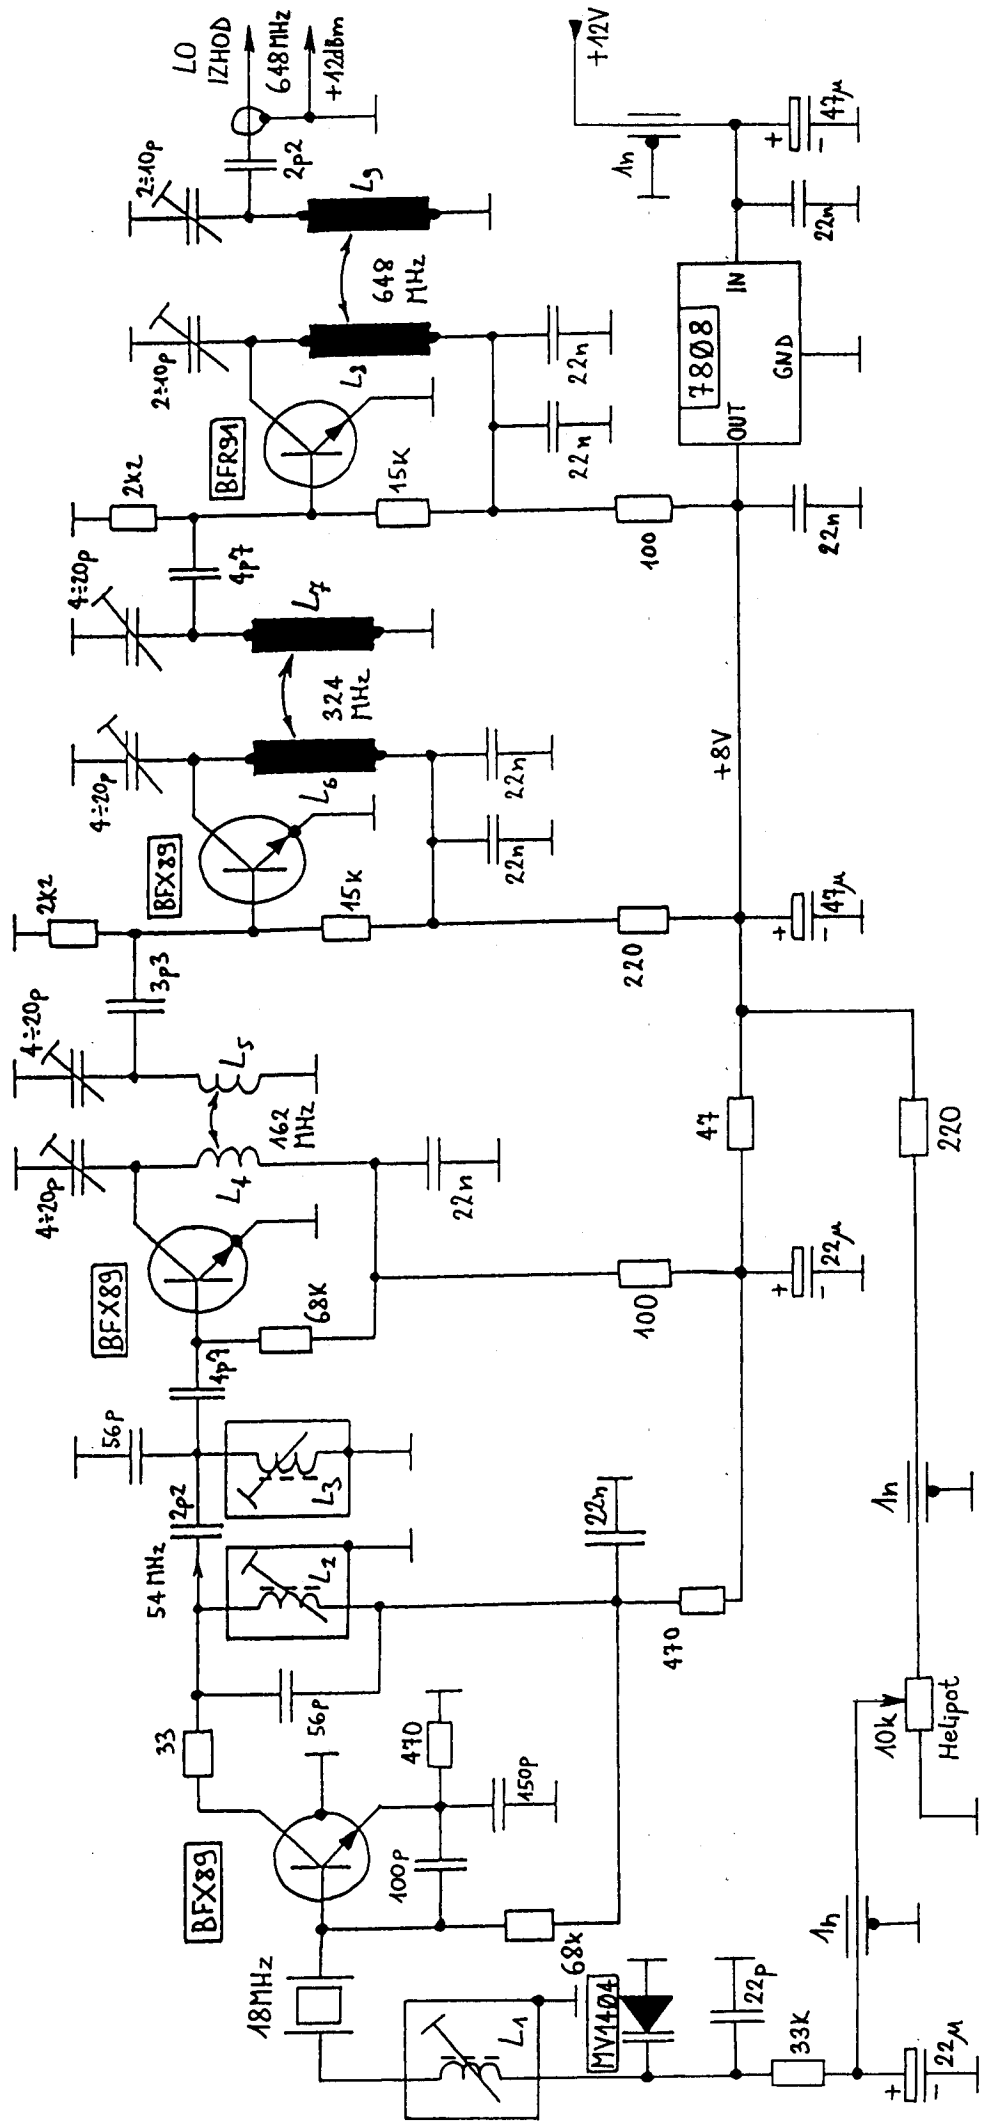 18MHz
BFX89
33
54MHz
2p2
56p
4p7
BFX89
4÷20p
4÷20p
3p3
2k2
BFX89
4÷20p
4÷20p
4p7
2k2
BFR91
2÷10p
2÷10p
2p2
LO
IZHOD
648MHz
+12dBm
L1
68k
100p
470
150p
56p
L2
L3
68k
L4
162
MHz
L5
22n
15k
L6
324
MHz
L7
22n
22n
15k
L8
648
MHz
L9
22n
22n
MV1404
22p
33k
22µ
+
-
22n
470
100
47
22µ
+
-
220
47µ
+
-
+8V
100
22n
7808
OUT
IN
GND
22n
47µ
+
-
1n
+12V
1n
10k
Helipot
1n
220